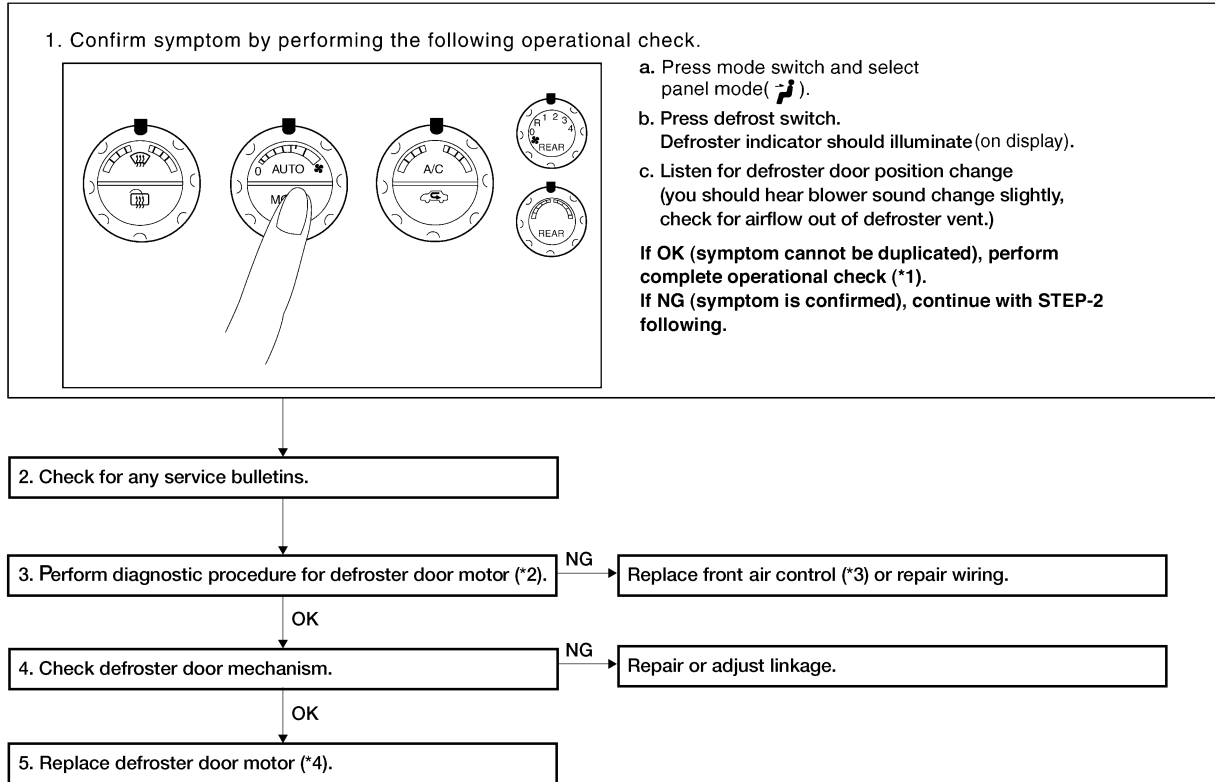 1. Confirm symptom by performing the following operational check.
0 AUTO
MO
A/C
R 1 2 3 4
0
REAR
REAR
a. Press mode switch and select
panel mode( ).
b. Press defrost switch.
Defroster indicator should illuminate (on display).
c. Listen for defroster door position change
(you should hear blower sound change slightly,
check for airflow out of defroster vent.)
If OK (symptom cannot be duplicated), perform
complete operational check (*1).
If NG (symptom is confirmed), continue with STEP-2
following.
2. Check for any service bulletins.
3. Perform diagnostic procedure for defroster door motor (*2).
NG
Replace front air control (*3) or repair wiring.
OK
4. Check defroster door mechanism.
NG
Repair or adjust linkage.
OK
5. Replace defroster door motor (*4).